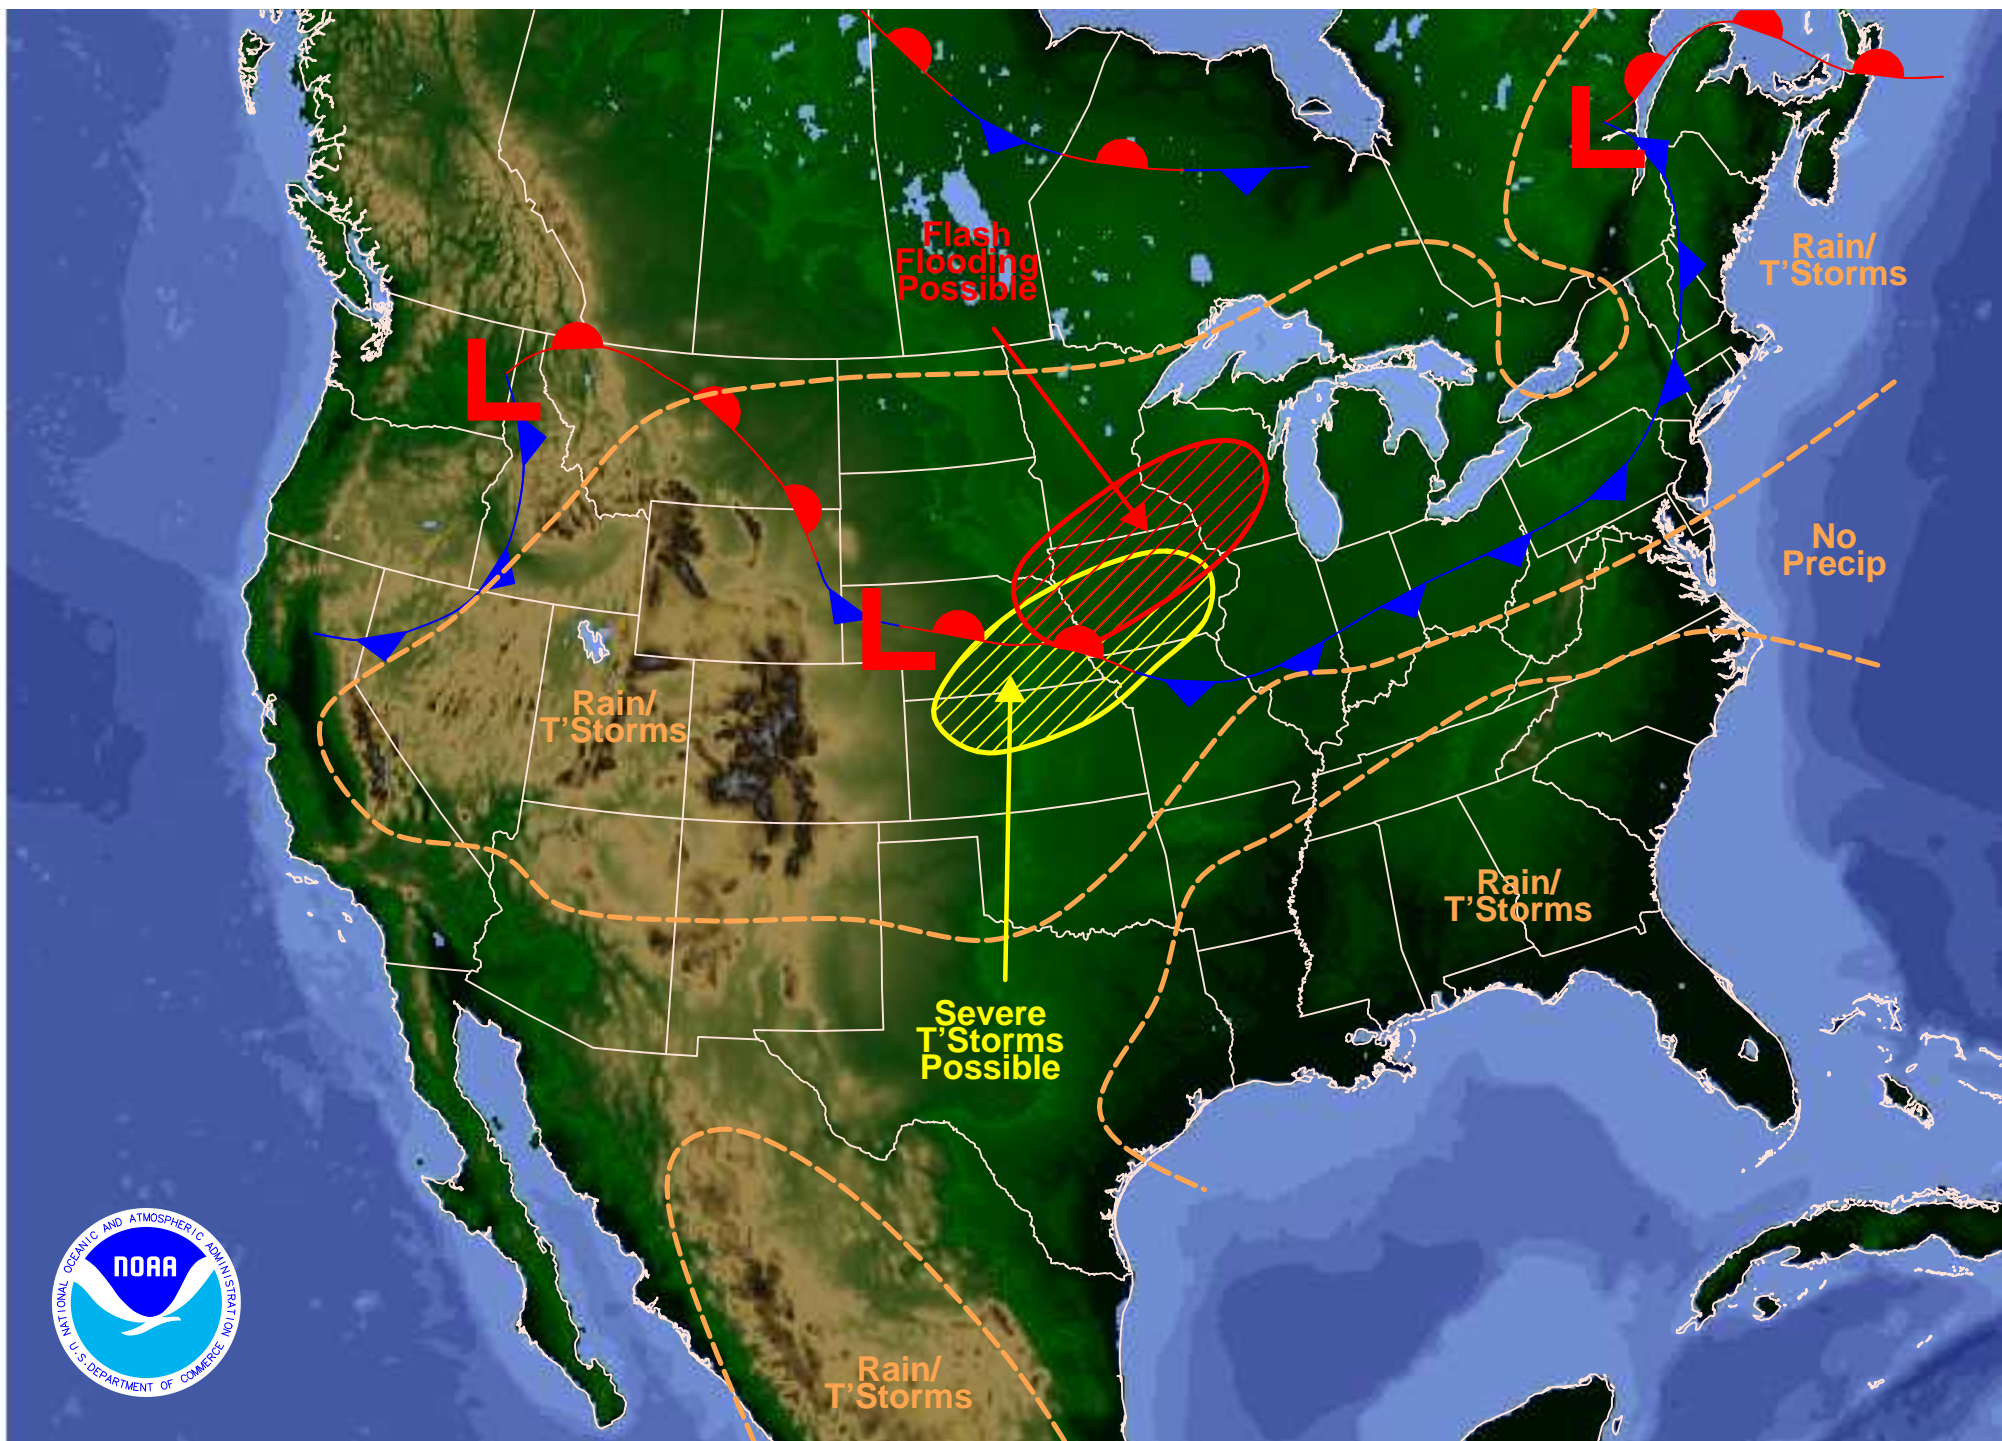 Flash
Flooding
Possible
L
Rain/
T'Storms
L
No
Precip
L
Rain/
T'Storms
Rain/
T'Storms
Severe
T'Storms
Possible
Rain/
T'Storms
NATIONAL OCEANIC AND ATMOSPHERIC ADMINISTRATION
NOAA
U.S. DEPARTMENT OF COMMERCE